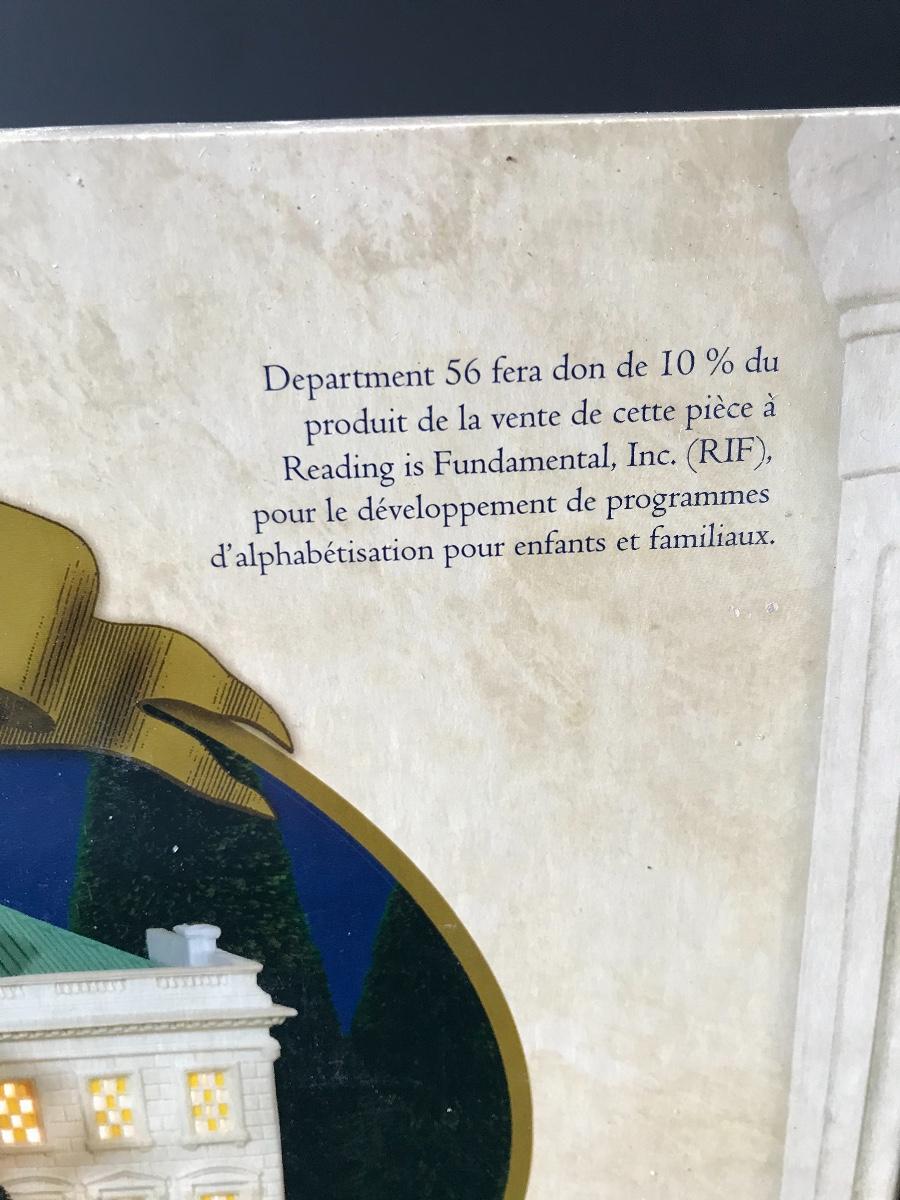 Department 56 fera don de 10 % du
produit de la vente de cette pièce à
Reading is Fundamental, Inc. (RIF),
pour le développement de programmes
d'alphabétisation pour enfants et familiaux.